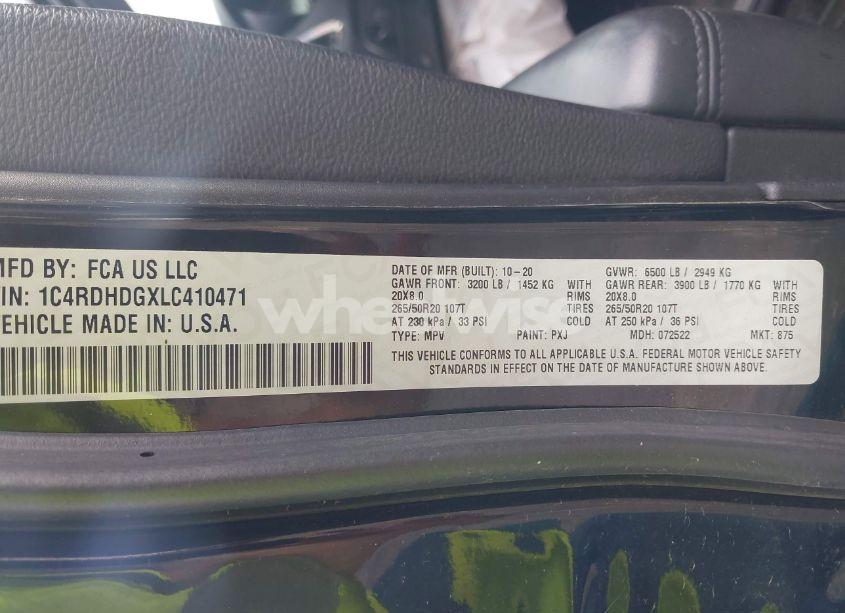 MFD BY: FCA US LLC
VIN: 1C4RDHDGXLC410471
VEHICLE MADE IN: U.S.A.
DATE OF MFR (BUILT): 10-20
GAWR FRONT: 3200 LB / 1452 KG WITH
20X8.0 RIMS
265/50R20 107T TIRES
AT 230 kPa / 33 PSI COLD
TYPE: MPV PAINT: PXJ
GVWR: 6500 LB / 2949 KG
GAWR REAR: 3900 LB / 1770 KG WITH
20X8.0 RIMS
265/50R20 107T TIRES
AT 250 kPa / 36 PSI COLD
MDH: 072522 MKT: 875
THIS VEHICLE CONFORMS TO ALL APPLICABLE U.S.A. FEDERAL MOTOR VEHICLE SAFETY
STANDARDS IN EFFECT ON THE DATE OF MANUFACTURE SHOWN ABOVE.